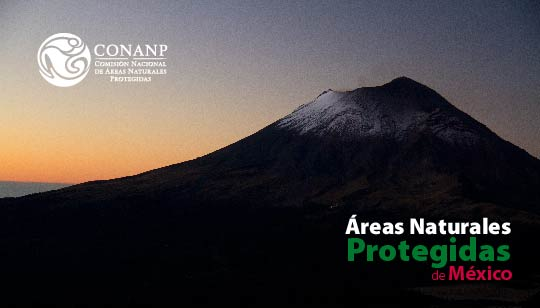 CONANP
COMISIÓN NACIONAL
DE ÁREAS NATURALES
PROTEGIDAS
Áreas Naturales
Protegidas
de México